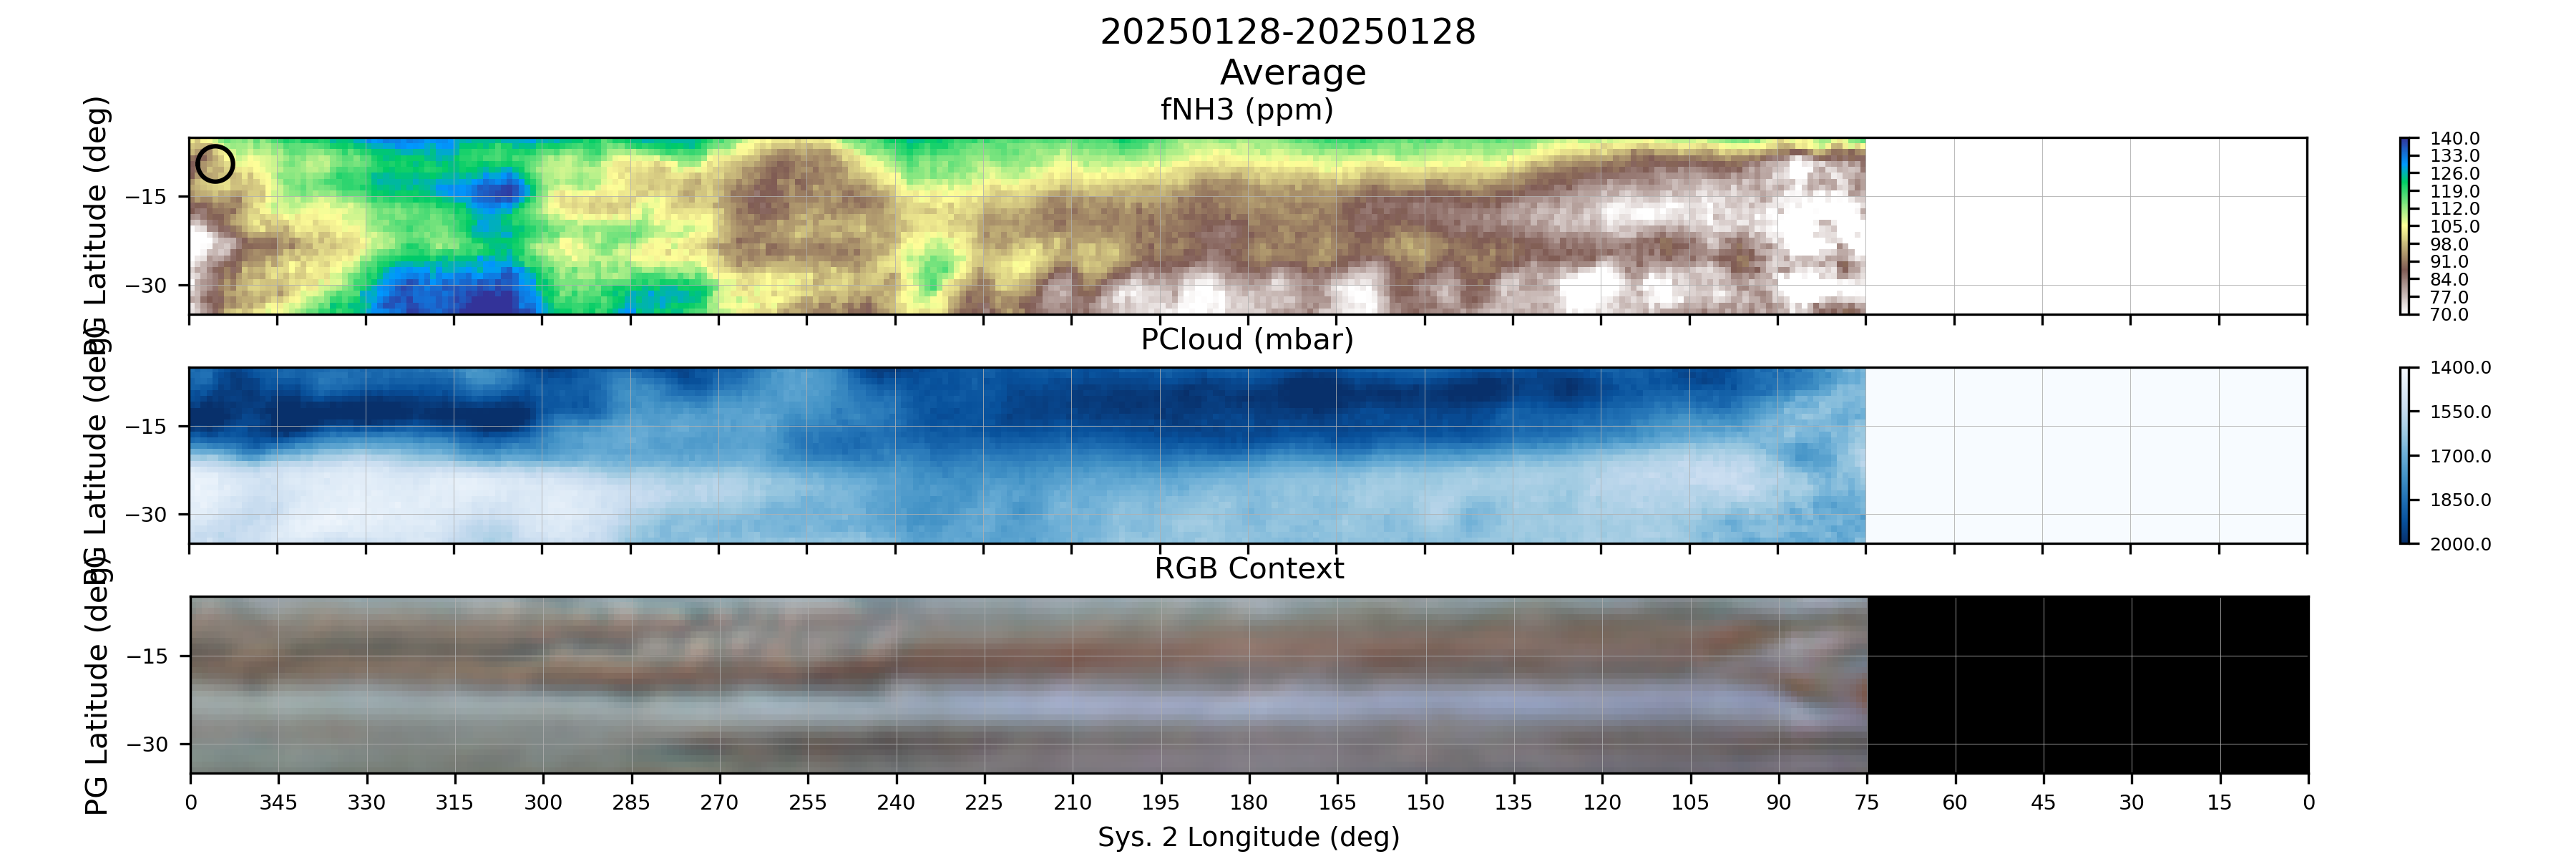 20250128-20250128
Average
fNH3 (ppm)
PG Latitude (deg)
−15
−30
140.0
133.0
126.0
119.0
112.0
105.0
98.0
91.0
84.0
77.0
70.0
PCloud (mbar)
PG Latitude (deg)
−15
−30
1400.0
1550.0
1700.0
1850.0
2000.0
RGB Context
PG Latitude (deg)
−15
−30
0 345 330 315 300 285 270 255 240 225 210 195 180 165 150 135 120 105 90 75 60 45 30 15 0
Sys. 2 Longitude (deg)